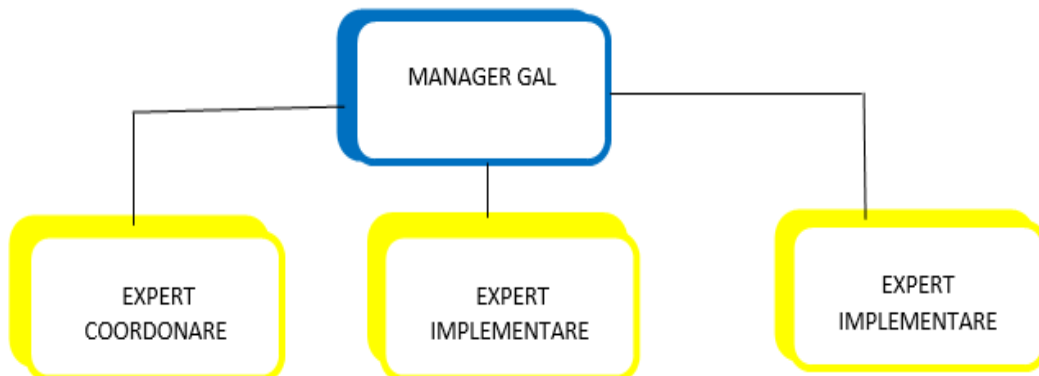 MANAGER GAL
EXPERT
COORDONARE
EXPERT
IMPLEMENTARE
EXPERT
IMPLEMENTARE